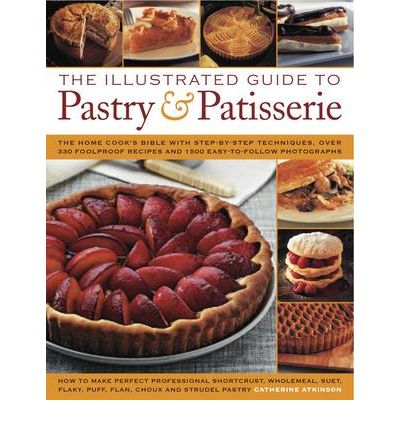 THE ILLUSTRATED GUIDE TO
Pastry & Patisserie
THE HOME COOK'S BIBLE WITH STEP-BY-STEP TECHNIQUES, OVER
330 FOOLPROOF RECIPES AND 1500 EASY-TO-FOLLOW PHOTOGRAPHS
HOW TO MAKE PERFECT PROFESSIONAL SHORTCRUST, WHOLEMEAL, SUET,
FLAKY, PUFF, FLAN, CHOUX AND STRUDEL PASTRY CATHERINE ATKINSON